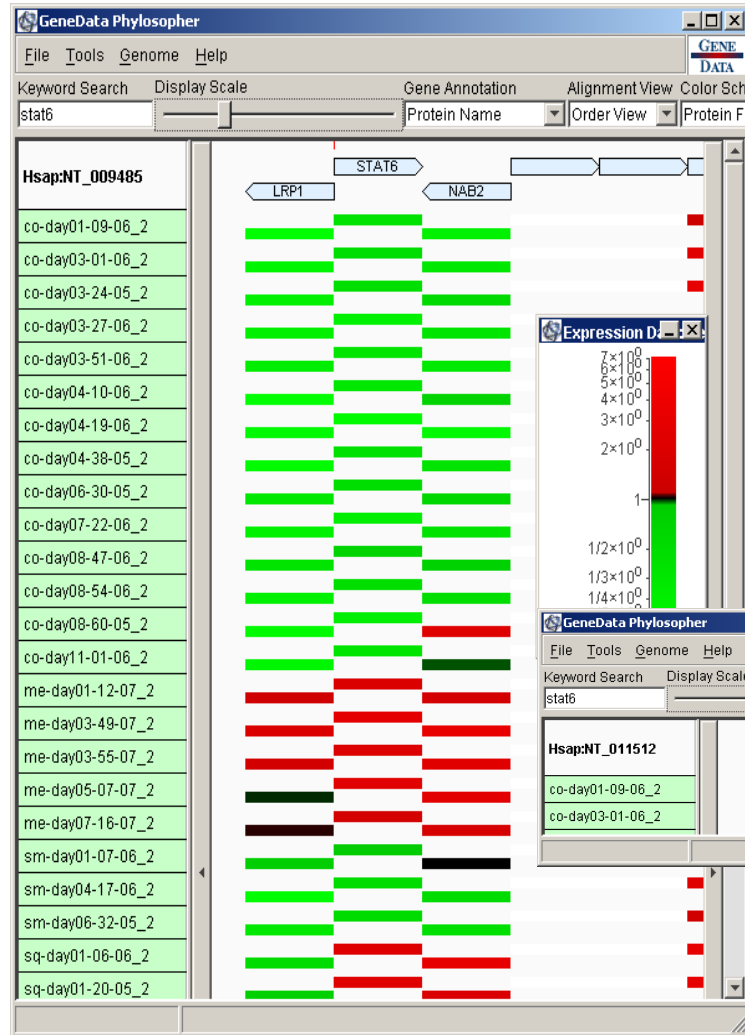 GeneData Phylosopher
File Tools Genome Help
GENE
DATA
Keyword Search Display Scale Gene Annotation Alignment View Color Sch
stat6 Protein Name Order View Protein F
Hsap:NT_009485
STAT6
LRP1 NAB2
co-day01-09-06_2
co-day03-01-06_2
co-day03-24-05_2
co-day03-27-06_2
co-day03-51-06_2
co-day04-10-06_2
co-day04-19-06_2
co-day04-38-05_2
co-day06-30-05_2
co-day07-22-06_2
co-day08-47-06_2
co-day08-54-06_2
co-day08-60-05_2
co-day11-01-06_2
me-day01-12-07_2
me-day03-49-07_2
me-day03-55-07_2
me-day05-07-07_2
me-day07-16-07_2
sm-day01-07-06_2
sm-day04-17-06_2
sm-day06-32-05_2
sq-day01-06-06_2
sq-day01-20-05_2
Expression Da
7×10⁰
6×10⁰
5×10⁰
4×10⁰
3×10⁰
2×10⁰
1
1/2×10⁰
1/3×10⁰
1/4×10⁰
GeneData Phylosopher
File Tools Genome Help
Keyword Search Display Scale
stat6
Hsap:NT_011512
co-day01-09-06_2
co-day03-01-06_2